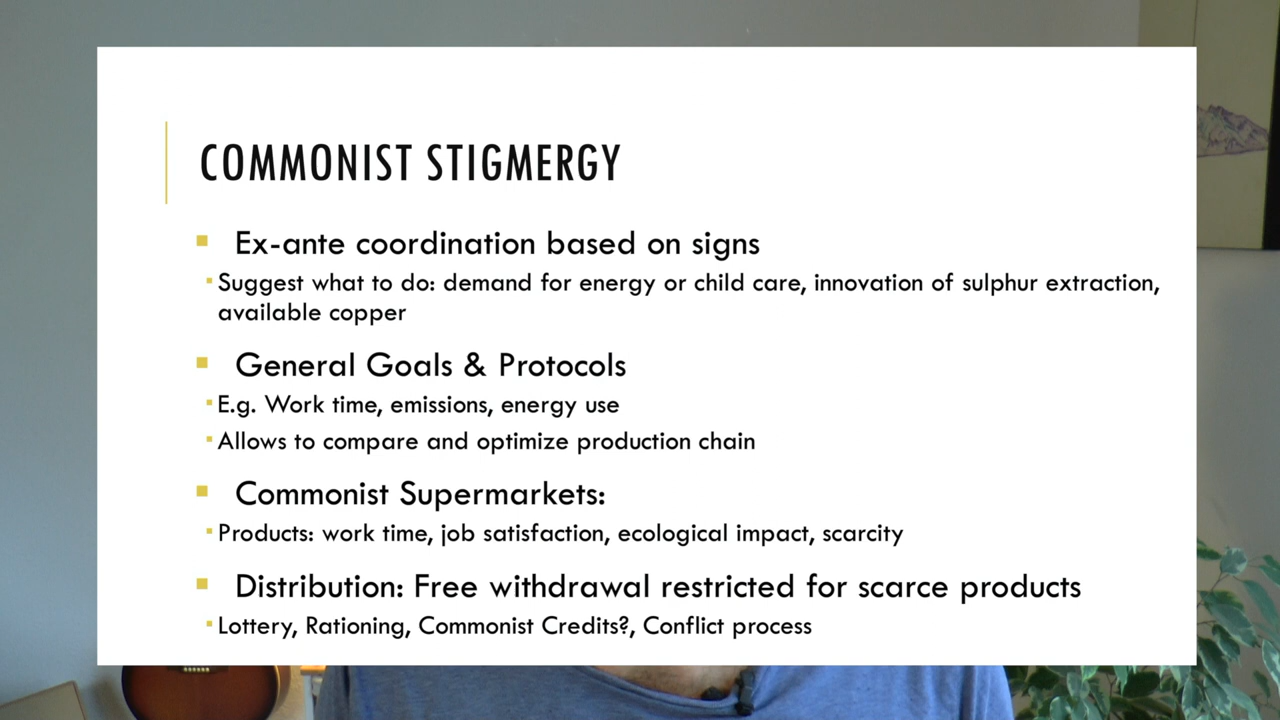 COMMONIST STIGMERGY
Ex-ante coordination based on signs
Suggest what to do: demand for energy or child care, innovation of sulphur extraction,
available copper
General Goals & Protocols
E.g. Work time, emissions, energy use
Allows to compare and optimize production chain
Commonist Supermarkets:
Products: work time, job satisfaction, ecological impact, scarcity
Distribution: Free withdrawal restricted for scarce products
Lottery, Rationing, Commonist Credits?, Conflict process